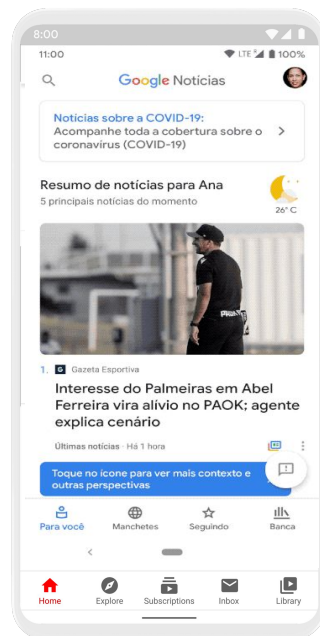 8:00
11:00
LTE 100%
Google Notícias
Notícias sobre a COVID-19:
Acompanhe toda a cobertura sobre o
coronavírus (COVID-19)
Resumo de notícias para Ana
5 principais notícias do momento
26° C
1. G Gazeta Esportiva
Interesse do Palmeiras em Abel
Ferreira vira alívio no PAOK; agente
explica cenário
Últimas notícias · Há 1 hora
Toque no ícone para ver mais contexto e
outras perspectivas
Para você Manchetes Seguindo Banca
Home Explore Subscriptions Inbox Library